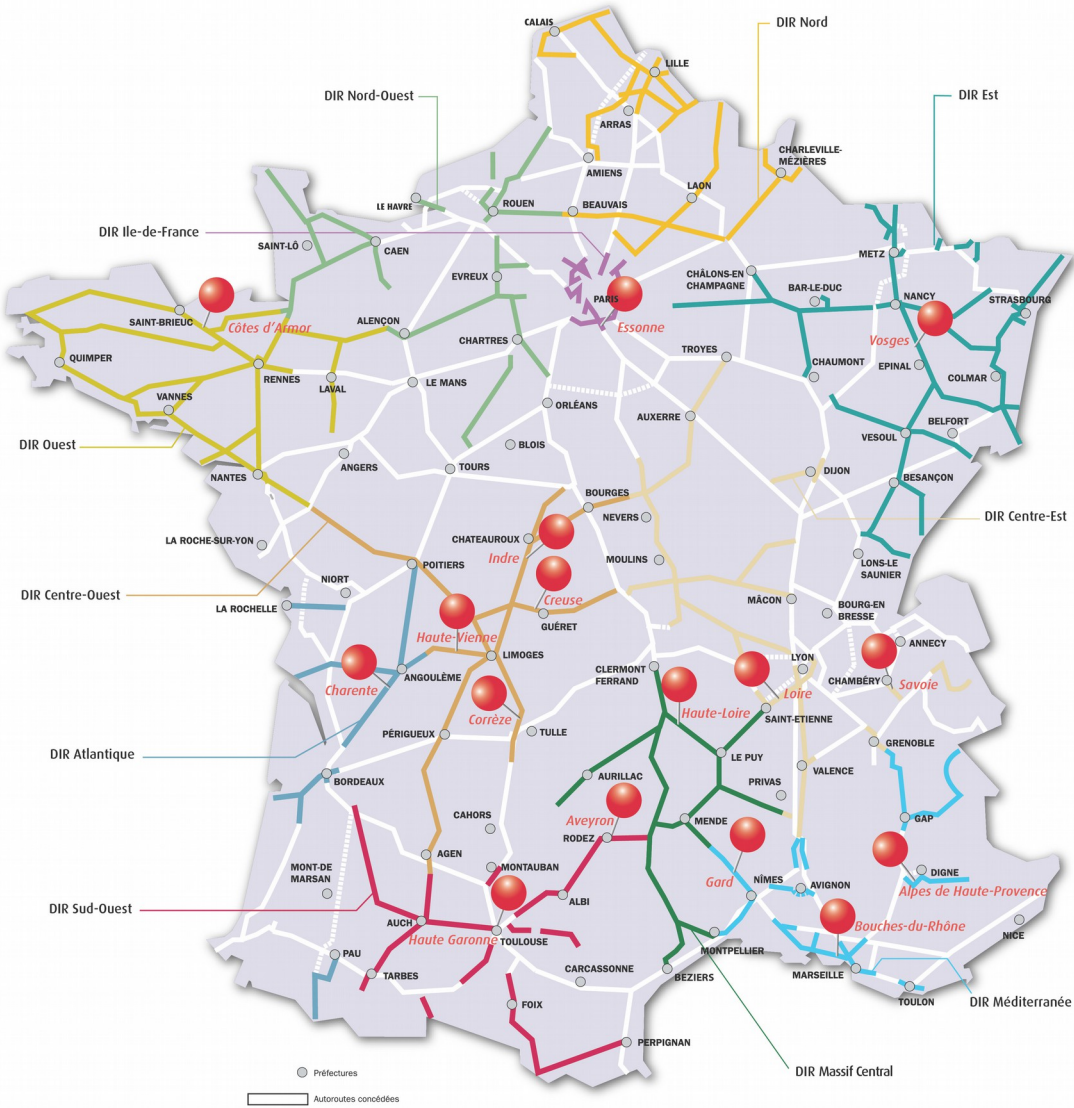 CALAIS
DIR Nord
LILLE
DIR Nord-Ouest
DIR Est
ARRAS
CHARLEVILLE-
MÉZIÈRES
AMIENS
LAON
LE HAVRE
ROUEN
BEAUVAIS
DIR Ile-de-France
SAINT-LÔ
CAEN
METZ
EVREUX
CHÂLONS-EN
CHAMPAGNE
BAR-LE-DUC
PARIS
NANCY
STRASBOURG
SAINT-BRIEUC
Côtes d'Armor
ALENÇON
Essonne
Vosges
CHARTRES
TROYES
QUIMPER
RENNES
LAVAL
LE MANS
CHAUMONT
EPINAL
COLMAR
VANNES
ORLÉANS
AUXERRE
BELFORT
DIR Ouest
BLOIS
VESOUL
ANGERS
TOURS
NANTES
DIJON
BESANÇON
BOURGES
NEVERS
DIR Centre-Est
LA ROCHE-SUR-YON
CHATEAUROUX
Indre
MOULINS
LONS-LE
SAUNIER
POITIERS
NIORT
DIR Centre-Ouest
Creuse
MÂCON
LA ROCHELLE
GUÉRET
BOURG-EN
BRESSE
Haute-Vienne
ANNECY
LIMOGES
LYON
ANGOULÊME
CLERMONT
FERRAND
CHAMBÉRY
Charente
Savoie
Loire
Corrèze
Haute-Loire
SAINT-ETIENNE
PÉRIGUEUX
TULLE
GRENOBLE
DIR Atlantique
LE PUY
VALENCE
BORDEAUX
AURILLAC
PRIVAS
CAHORS
Aveyron
MENDE
GAP
RODEZ
AGEN
MONTAUBAN
MONT-DE
MARSAN
DIGNE
Gard
NÎMES
AVIGNON
Alpes de Haute-Provence
ALBI
DIR Sud-Ouest
AUCH
Bouches-du-Rhône
Haute Garonne
TOULOUSE
NICE
MONTPELLIER
PAU
TARBES
CARCASSONNE
BEZIERS
MARSEILLE
TOULON
DIR Méditerranée
FOIX
PERPIGNAN
DIR Massif Central
Préfectures
Autoroutes concédées